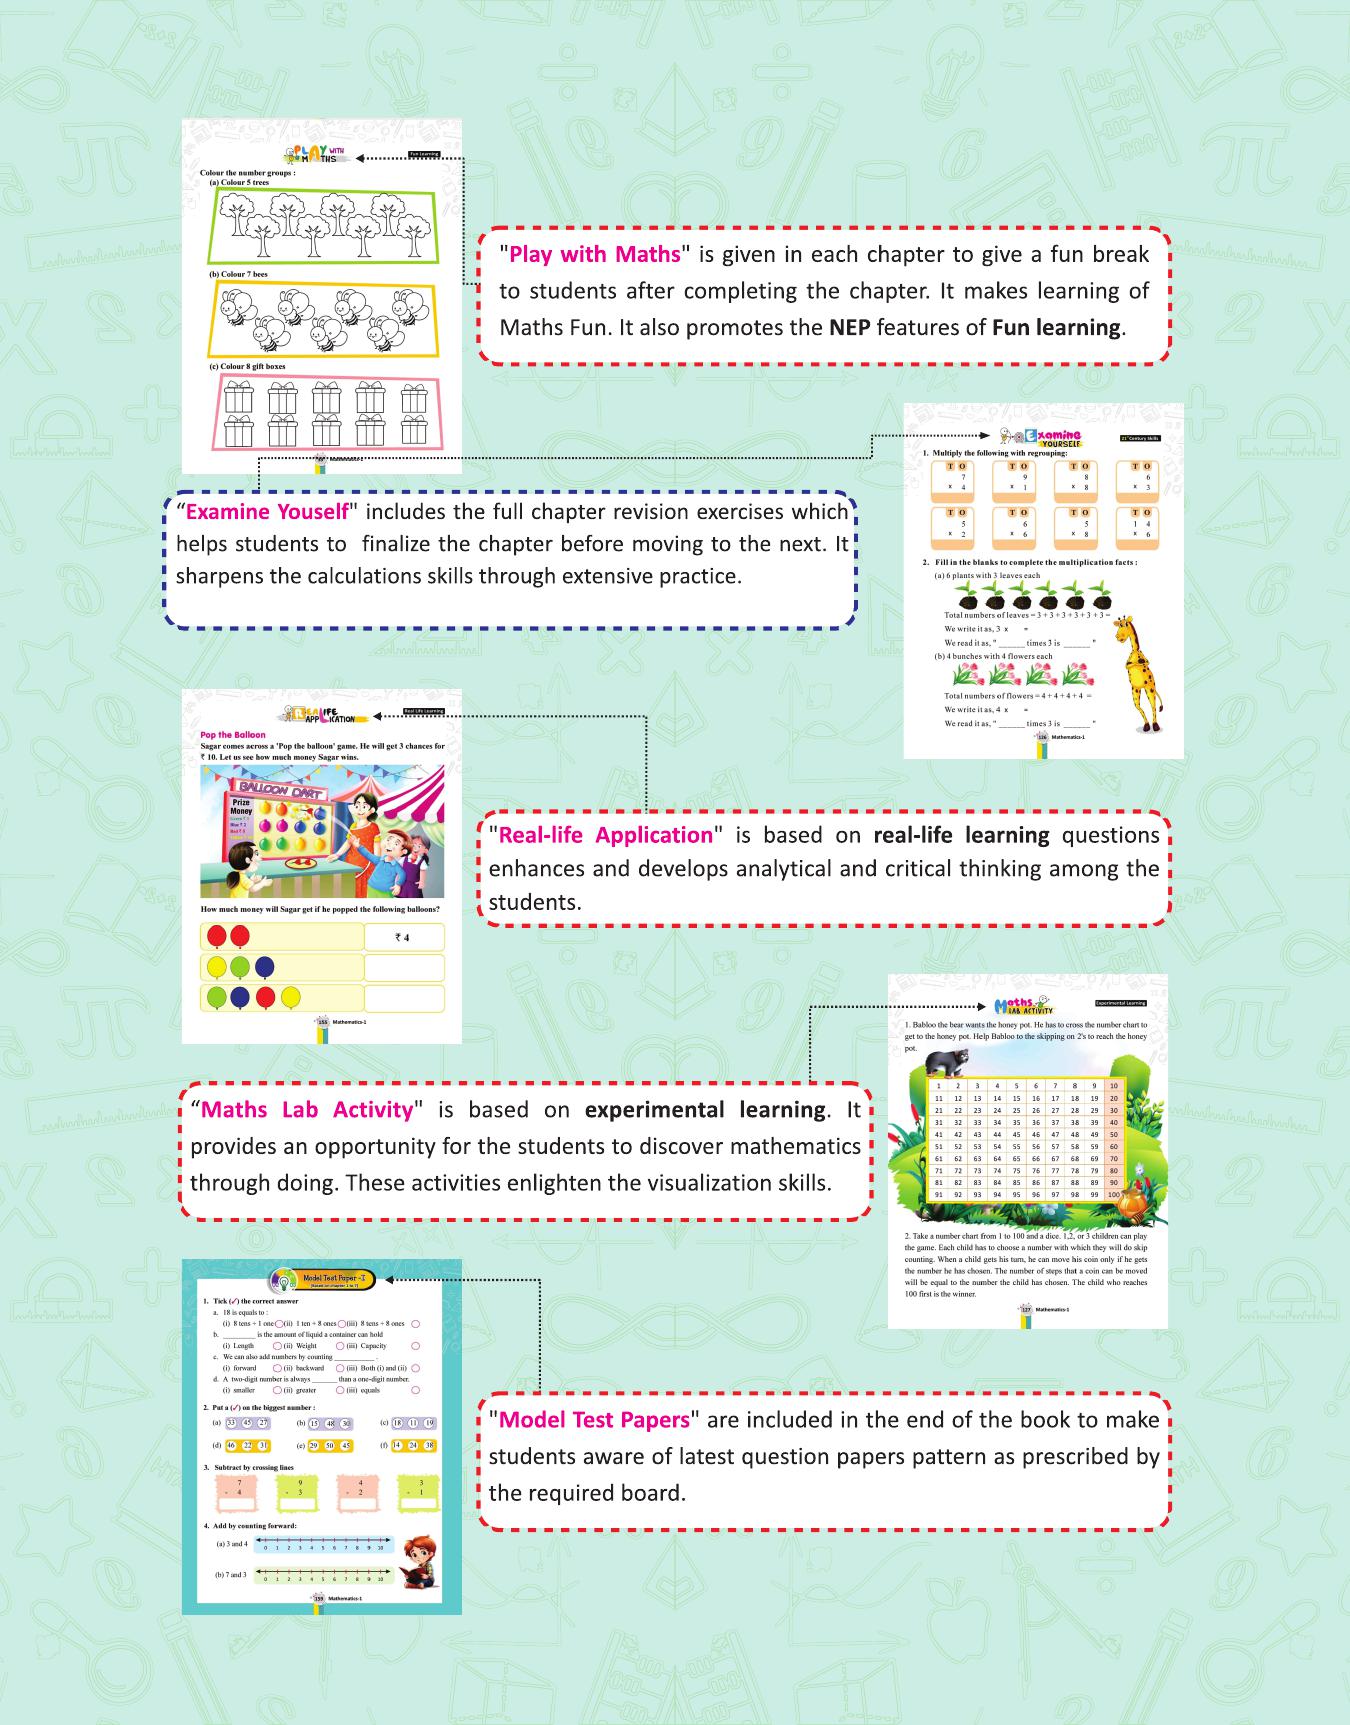 PLAY WITH
MATHS
Fun Learning
Colour the number groups :
(a) Colour 5 trees
(b) Colour 7 bees
(c) Colour 8 gift boxes
Mathematics-1
"Play with Maths" is given in each chapter to give a fun break
to students after completing the chapter. It makes learning of
Maths Fun. It also promotes the NEP features of Fun learning.
Examine
YOURSELF
21st Century Skills
1. Multiply the following with regrouping:
T O T O T O T O
7 9 8 6
x 4 x 1 x 8 x 3
T O T O T O T O
5 6 5 1 4
x 2 x 6 x 8 x 6
2. Fill in the blanks to complete the multiplication facts :
(a) 6 plants with 3 leaves each
Total numbers of leaves = 3 + 3 + 3 + 3 + 3 + 3 =
We write it as, 3 x =
We read it as, " ______ times 3 is ______ "
(b) 4 bunches with 4 flowers each
Total numbers of flowers = 4 + 4 + 4 + 4 =
We write it as, 4 x =
We read it as, " ______ times 3 is ______ "
126 Mathematics-1
“Examine Youself" includes the full chapter revision exercises which
helps students to finalize the chapter before moving to the next. It
sharpens the calculations skills through extensive practice.
REAL LIFE
APPLICATION
Real Life Learning
Pop the Balloon
Sagar comes across a 'Pop the balloon' game. He will get 3 chances for
₹ 10. Let us see how much money Sagar wins.
BALLOON DART
Prize
Money
How much money will Sagar get if he popped the following balloons?
₹ 4
155 Mathematics-1
"Real-life Application" is based on real-life learning questions
enhances and develops analytical and critical thinking among the
students.
Maths
LAB ACTIVITY
Experimental Learning
1. Babloo the bear wants the honey pot. He has to cross the number chart to
get to the honey pot. Help Babloo to the skipping on 2's to reach the honey
pot.
1 2 3 4 5 6 7 8 9 10
11 12 13 14 15 16 17 18 19 20
21 22 23 24 25 26 27 28 29 30
31 32 33 34 35 36 37 38 39 40
41 42 43 44 45 46 47 48 49 50
51 52 53 54 55 56 57 58 59 60
61 62 63 64 65 66 67 68 69 70
71 72 73 74 75 76 77 78 79 80
81 82 83 84 85 86 87 88 89 90
91 92 93 94 95 96 97 98 99 100
2. Take a number chart from 1 to 100 and a dice. 1,2, or 3 children can play
the game. Each child has to choose a number with which they will do skip
counting. When a child gets his turn, he can move his coin only if he gets
the number he has chosen. The number of steps that a coin can be moved
will be equal to the number the child has chosen. The child who reaches
100 first is the winner.
127 Mathematics-1
“Maths Lab Activity" is based on experimental learning. It
provides an opportunity for the students to discover mathematics
through doing. These activities enlighten the visualization skills.
Model Test Paper -I
(Based on chapter 1 to 7)
1. Tick (✓) the correct answer
a. 18 is equals to :
(i) 8 tens + 1 one (ii) 1 ten + 8 ones (iii) 8 tens + 8 ones
b. ________ is the amount of liquid a container can hold
(i) Length (ii) Weight (iii) Capacity
c. We can also add numbers by counting __________ .
(i) forward (ii) backward (iii) Both (i) and (ii)
d. A two-digit number is always ______ than a one-digit number.
(i) smaller (ii) greater (iii) equals
2. Put a (✓) on the biggest number :
(a) 33 45 27 (b) 15 48 30 (c) 18 11 19
(d) 46 22 31 (e) 29 50 45 (f) 14 24 38
3. Subtract by crossing lines
7 9 4 3
- 4 - 3 - 2 - 1
4. Add by counting forward:
(a) 3 and 4
0 1 2 3 4 5 6 7 8 9 10
(b) 7 and 3
0 1 2 3 4 5 6 7 8 9 10
159 Mathematics-1
"Model Test Papers" are included in the end of the book to make
students aware of latest question papers pattern as prescribed by
the required board.